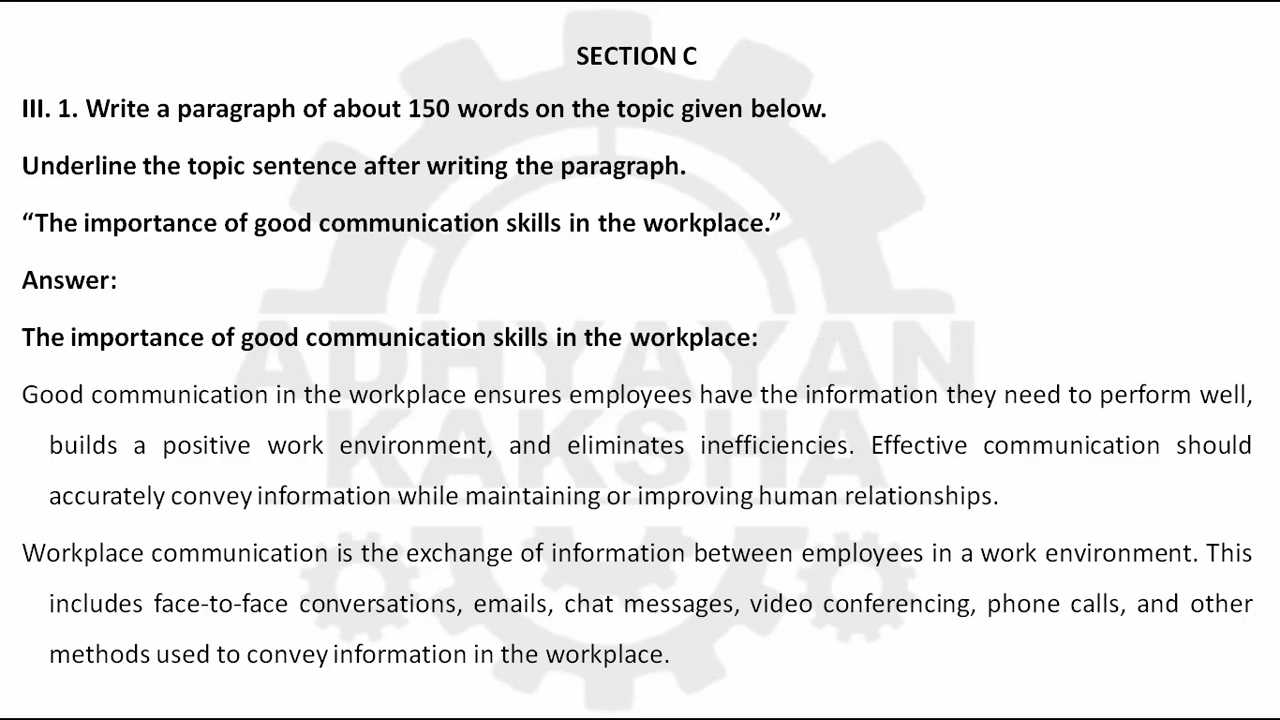 SECTION C
III. 1. Write a paragraph of about 150 words on the topic given below.
Underline the topic sentence after writing the paragraph.
“The importance of good communication skills in the workplace.”
Answer:
The importance of good communication skills in the workplace:
Good communication in the workplace ensures employees have the information they need to perform well,
builds a positive work environment, and eliminates inefficiencies. Effective communication should
accurately convey information while maintaining or improving human relationships.
Workplace communication is the exchange of information between employees in a work environment. This
includes face-to-face conversations, emails, chat messages, video conferencing, phone calls, and other
methods used to convey information in the workplace.
ADHYAYAN
KAKSHA